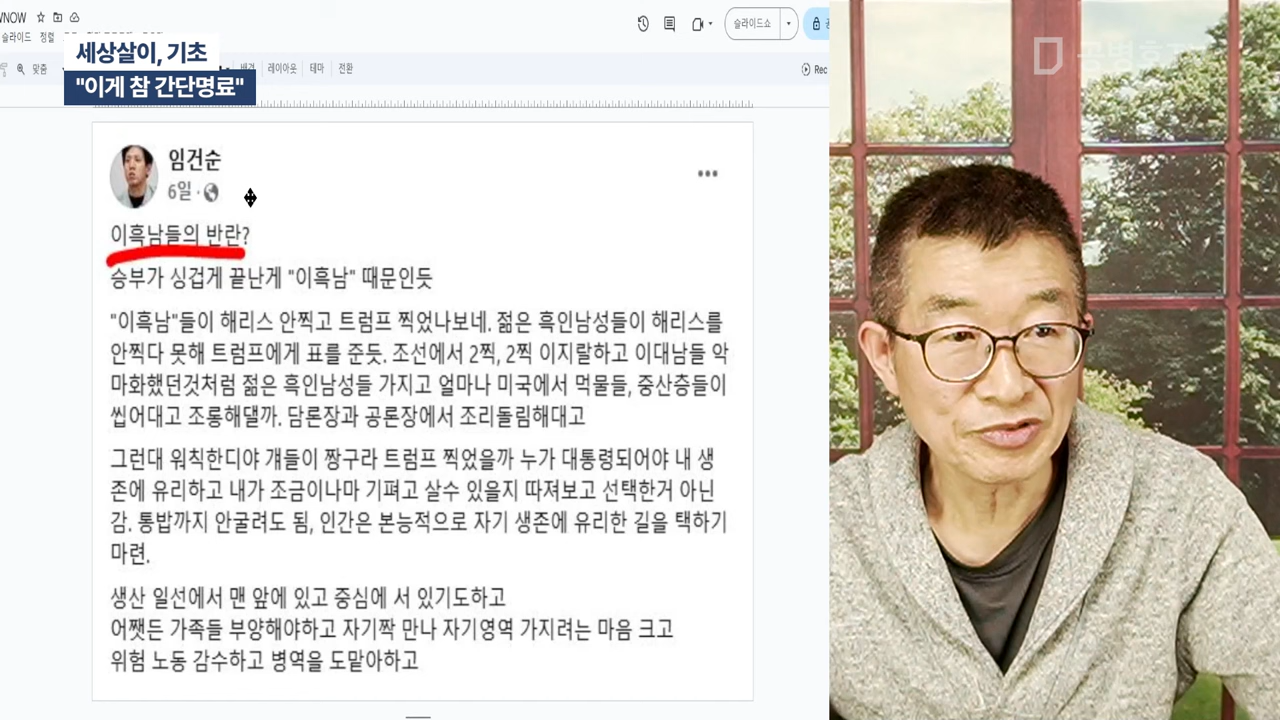 WNOW
슬라이드 정렬
세상살이, 기초
"이게 참 간단명료"
맞춤
배경 레이아웃 테마 전환
슬라이드쇼
Rec
임건순
6일 ·
이흑남들의 반란?
승부가 싱겁게 끝난게 "이흑남" 때문인듯
"이흑남"들이 해리스 안찍고 트럼프 찍었나보네. 젊은 흑인남성들이 해리스를
안찍다 못해 트럼프에게 표를 준듯. 조선에서 2찍, 2찍 이지랄하고 이대남들 악
마화했던것처럼 젊은 흑인남성들 가지고 얼마나 미국에서 먹물들, 중산층들이
씹어대고 조롱해댈까. 담론장과 공론장에서 조리돌림해대고
그런대 워칙한디야 걔들이 짱구라 트럼프 찍었을까 누가 대통령되어야 내 생
존에 유리하고 내가 조금이나마 기펴고 살수 있을지 따져보고 선택한거 아닌
감. 통밥까지 안굴려도 됨, 인간은 본능적으로 자기 생존에 유리한 길을 택하기
마련.
생산 일선에서 맨 앞에 있고 중심에 서 있기도하고
어쨋든 가족들 부양해야하고 자기짝 만나 자기영역 가지려는 마음 크고
위험 노동 감수하고 병역을 도맡아하고